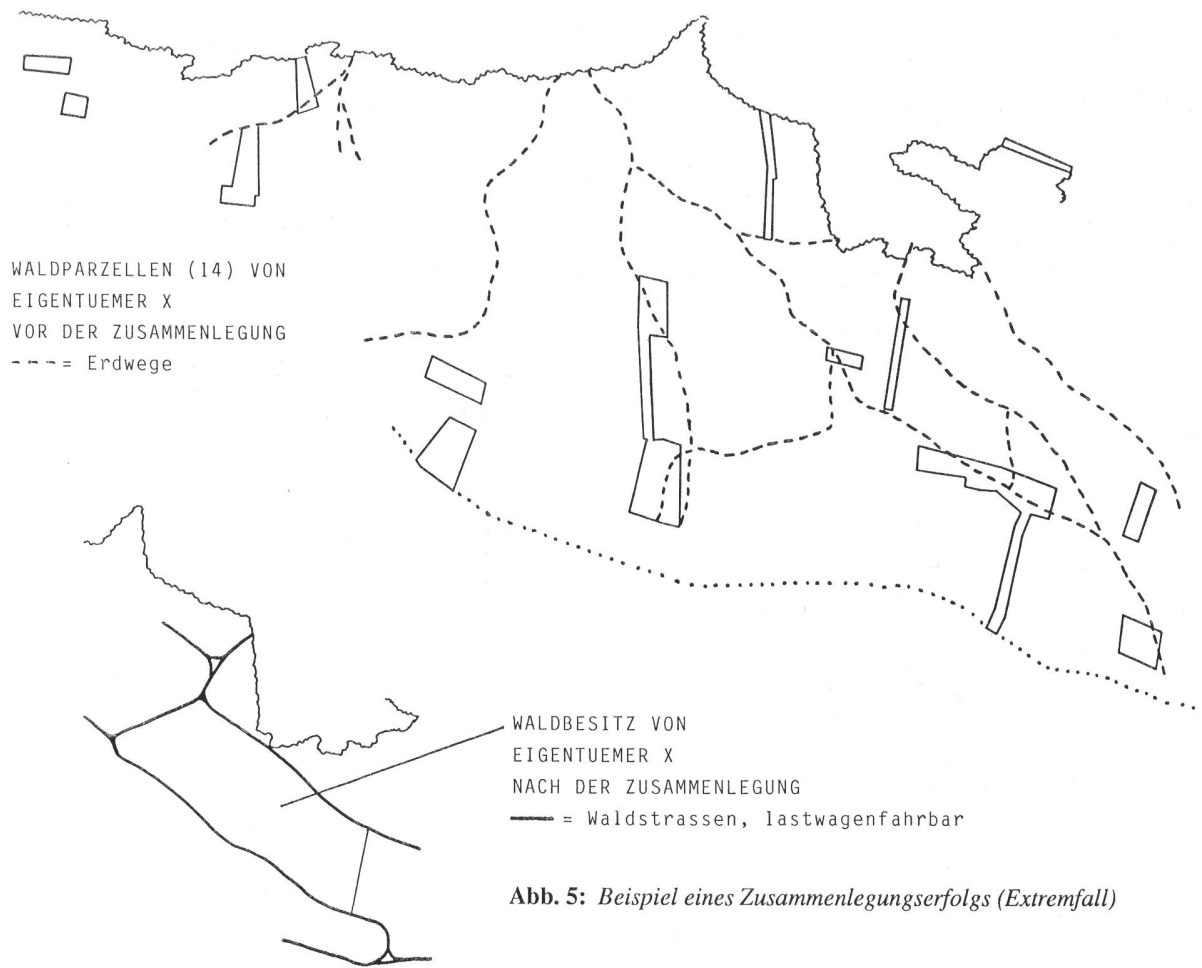 WALDPARZELLEN (14) VON
EIGENTUEMER X
VOR DER ZUSAMMENLEGUNG
---= Erdwege
WALDBESITZ VON
EIGENTUEMER X
NACH DER ZUSAMMENLEGUNG
= Waldstrassen, lastwagenfahrbar
Abb. 5: Beispiel eines Zusammenlegungserfolgs (Extremfall)